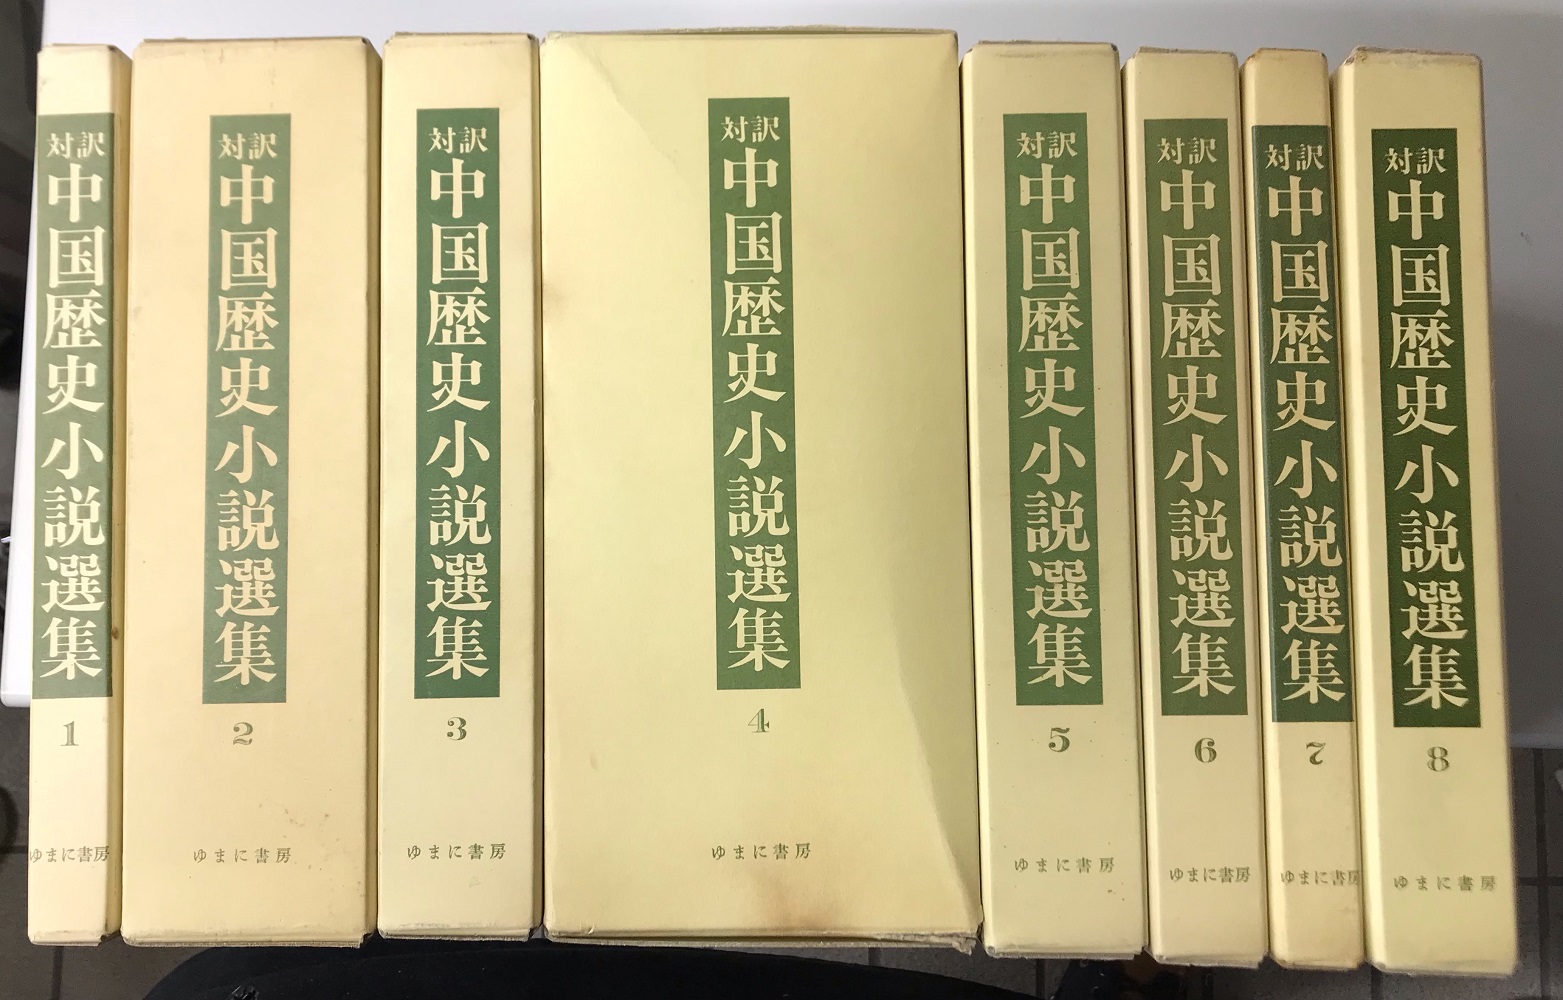 対訳
中国歴史小説選集
1
ゆまに書房
対訳
中国歴史小説選集
2
ゆまに書房
対訳
中国歴史小説選集
3
ゆまに書房
対訳
中国歴史小説選集
4
ゆまに書房
対訳
中国歴史小説選集
5
ゆまに書房
対訳
中国歴史小説選集
6
ゆまに書房
対訳
中国歴史小説選集
7
ゆまに書房
対訳
中国歴史小説選集
8
ゆまに書房